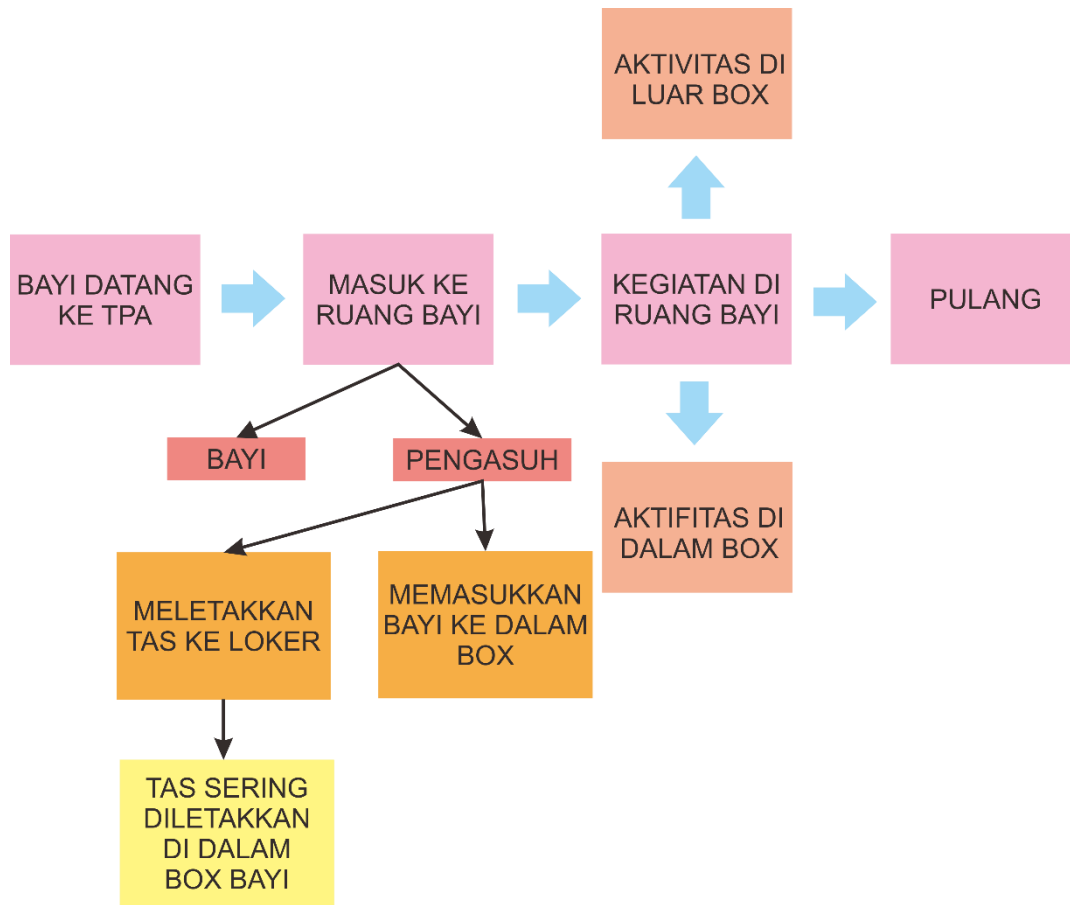 AKTIVITAS DI
LUAR BOX
BAYI DATANG
KE TPA
MASUK KE
RUANG BAYI
KEGIATAN DI
RUANG BAYI
PULANG
BAYI
PENGASUH
AKTIFITAS DI
DALAM BOX
MELETAKKAN
TAS KE LOKER
MEMASUKKAN
BAYI KE DALAM
BOX
TAS SERING
DILETAKKAN
DI DALAM
BOX BAYI